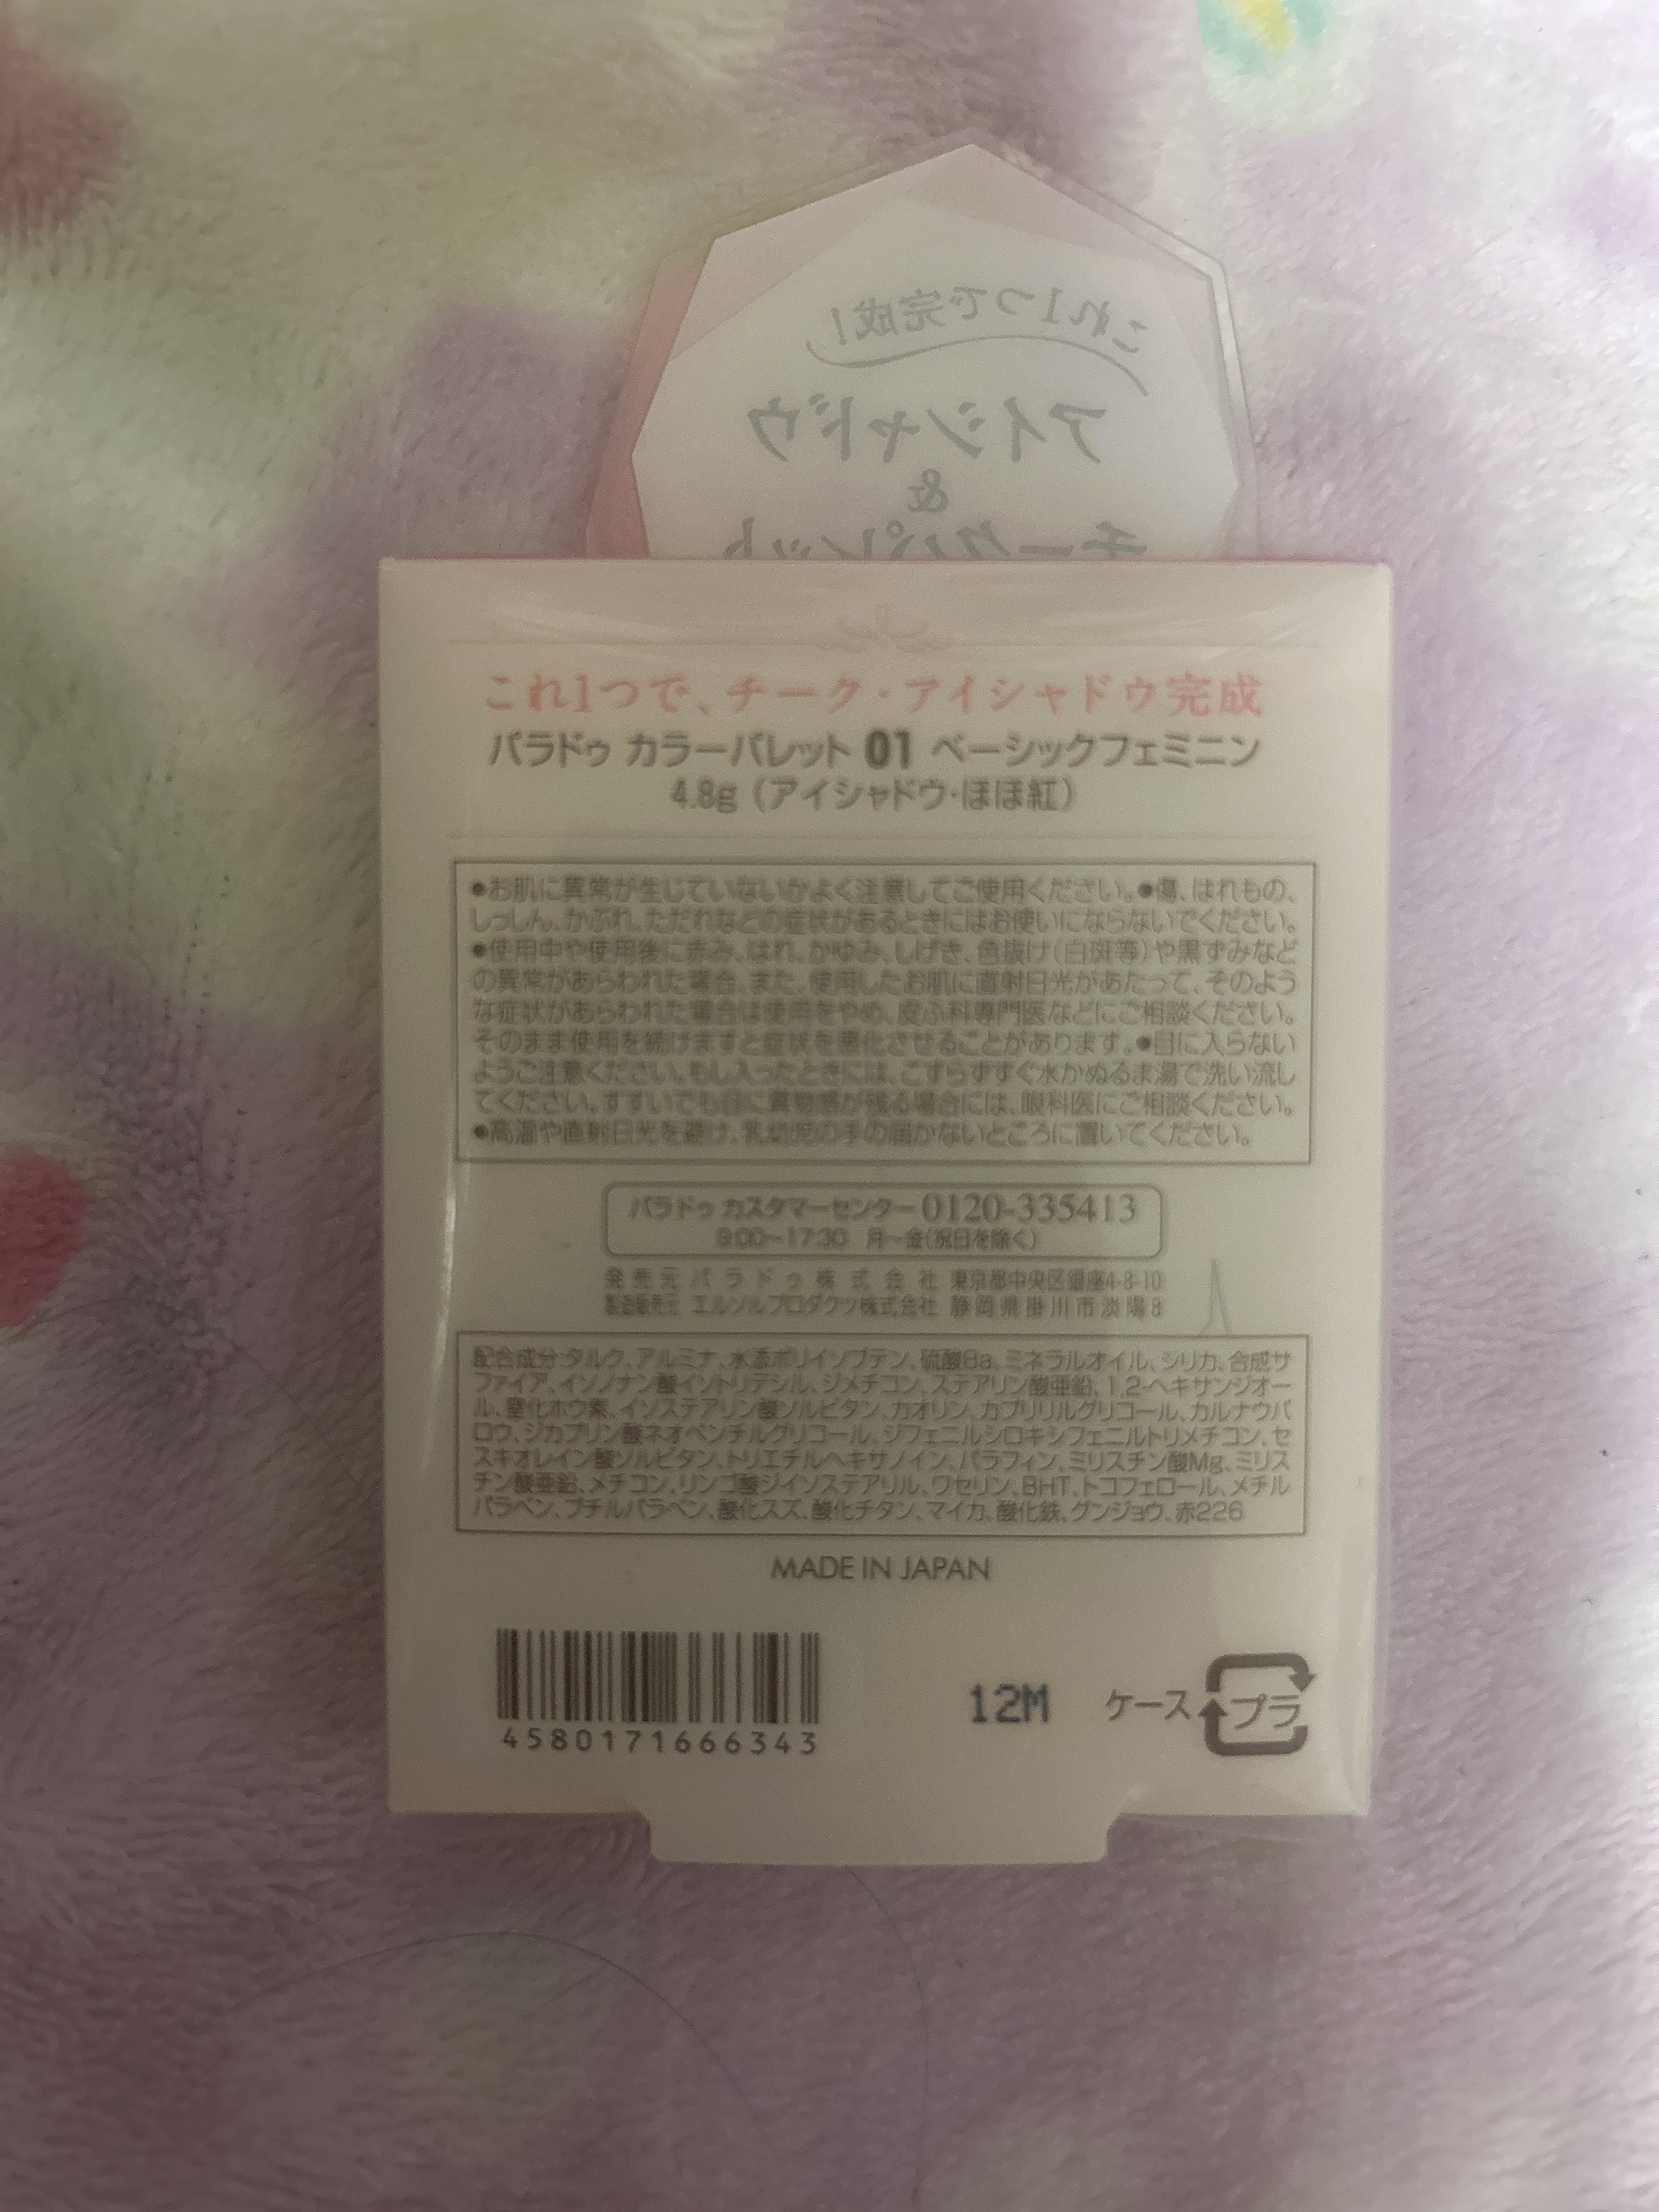 これ1つで完成!
アイシャドウ
&
チークパレット
これ1つで、チーク・アイシャドウ完成
パラドゥ カラーパレット 01 ベーシックフェミニン
4.8g（アイシャドウ・ほほ紅）
●お肌に異常が生じていないかよく注意してご使用ください。●傷、はれもの、
しっしん、かぶれ、ただれなどの症状があるときにはお使いにならないでください。
●使用中や使用後に赤み、はれ、かゆみ、しげき、色抜け（白斑等）や黒ずみなど
の異常があらわれた場合、また、使用したお肌に直射日光があたって、そのよう
な症状があらわれた場合は使用をやめ、皮ふ科専門医などにご相談ください。
そのまま使用を続けますと症状を悪化させることがあります。●目に入らない
ようご注意ください。もし入ったときには、こすらずすぐ水かぬるま湯で洗い流し
てください。すすいでも目に異物感が残る場合には、眼科医にご相談ください。
●高温や直射日光を避け、乳幼児の手の届かないところに置いてください。
パラドゥ カスタマーセンター 0120-335413
9:00〜17:30 月〜金(祝日を除く)
発売元 パラドゥ株式会社 東京都中央区銀座4-8-10
製造販売元 エルソルプロダクツ株式会社 静岡県掛川市淡陽8
配合成分:タルク、アルミナ、水添ポリイソブテン、硫酸Ba、ミネラルオイル、シリカ、合成サ
ファイア、イソノナン酸イソトリデシル、ジメチコン、ステアリン酸亜鉛、1,2-ヘキサンジオー
ル、窒化ホウ素、イソステアリン酸ソルビタン、カオリン、カプリリルグリコール、カルナウバ
ロウ、ジカプリン酸ネオペンチルグリコール、ジフェニルシロキシフェニルトリメチコン、セ
スキオレイン酸ソルビタン、トリエチルヘキサノイン、パラフィン、ミリスチン酸Mg、ミリス
チン酸亜鉛、メチコン、リンゴ酸ジイソステアリル、ワセリン、BHT、トコフェロール、メチル
パラベン、ブチルパラベン、酸化スズ、酸化チタン、マイカ、酸化鉄、グンジョウ、赤226
MADE IN JAPAN
4580171666343
12M
ケース プラ